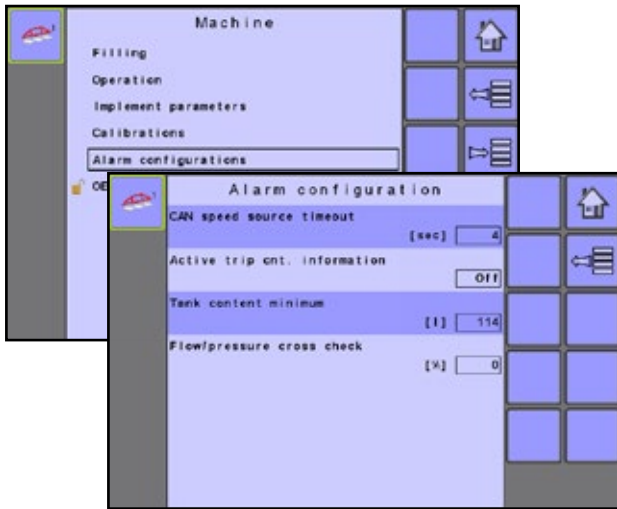 Machine
Filling
Operation
Implement parameters
Calibrations
Alarm configurations
OE
Alarm configuration
CAN speed source timeout
[sec] 4
Active trip cnt. information
Off
Tank content minimum
[l] 114
Flow/pressure cross check
[%] 0